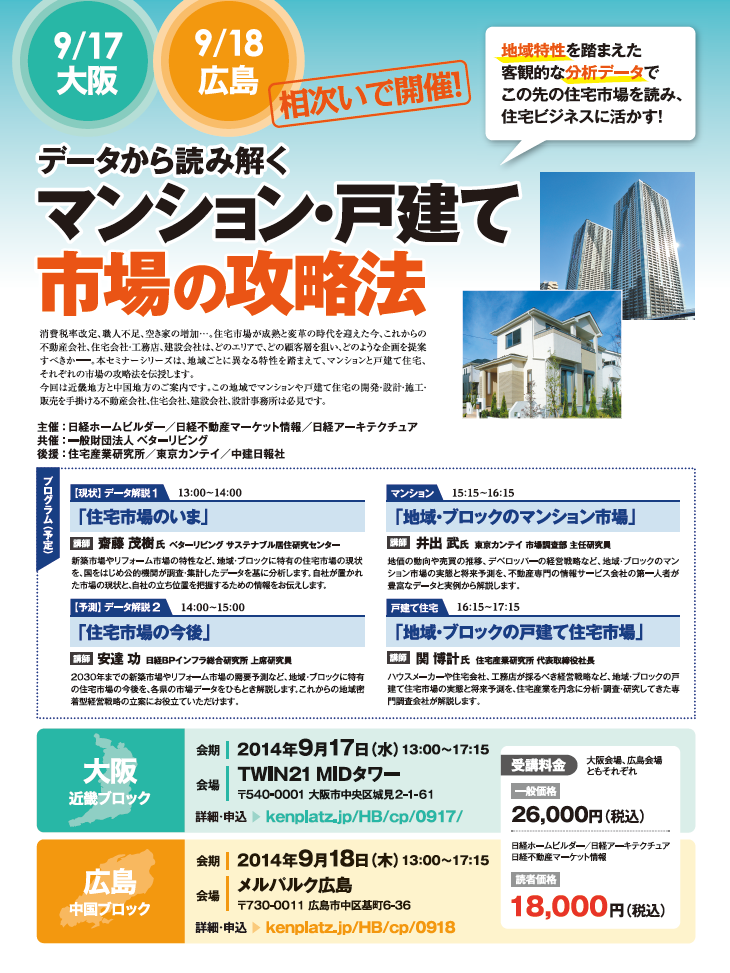 9/17
大阪
9/18
広島
相次いで開催!
地域特性を踏まえた
客観的な分析データで
この先の住宅市場を読み、
住宅ビジネスに活かす!
データから読み解く
マンション・戸建て
市場の攻略法
消費税率改定、職人不足、空き家の増加…。住宅市場が成熟と変革の時代を迎えた今、これからの
不動産会社、住宅会社・工務店、建設会社は、どのエリアで、どの顧客層を狙い、どのような企画を提案
すべきか――。本セミナーシリーズは、地域ごとに異なる特性を踏まえて、マンションと戸建て住宅、
それぞれの市場の攻略法を伝授します。
今回は近畿地方と中国地方のご案内です。この地域でマンションや戸建て住宅の開発・設計・施工・
販売を手掛ける不動産会社、住宅会社、建設会社、設計事務所は必見です。
主催：日経ホームビルダー／日経不動産マーケット情報／日経アーキテクチュア
共催：一般財団法人 ベターリビング
後援：住宅産業研究所／東京カンテイ／中建日報社
プログラム（予定）
【現状】データ解説1 13:00~14:00
「住宅市場のいま」
講師 齋藤 茂樹氏 ベターリビング サステナブル居住研究センター
新築市場やリフォーム市場の特性など、地域・ブロックに特有の住宅市場の現状
を、国をはじめ公的機関が調査・集計したデータを基に分析します。自社が置かれ
た市場の現状と、自社の立ち位置を把握するための情報をお伝えします。
【予測】データ解説2 14:00~15:00
「住宅市場の今後」
講師 安達 功 日経BPインフラ総合研究所 上席研究員
2030年までの新築市場やリフォーム市場の需要予測など、地域・ブロックに特有
の住宅市場の今後を、各県の市場データをひもとき解説します。これからの地域密
着型経営戦略の立案にお役立ていただけます。
マンション 15:15~16:15
「地域・ブロックのマンション市場」
講師 井出 武氏 東京カンテイ 市場調査部 主任研究員
地価の動向や売買の推移、デベロッパーの経営戦略など、地域・ブロックのマン
ション市場の実態と将来予測を、不動産専門の情報サービス会社の第一人者が
豊富なデータと実例から解説します。
戸建て住宅 16:15~17:15
「地域・ブロックの戸建て住宅市場」
講師 関 博計氏 住宅産業研究所 代表取締役社長
ハウスメーカーや住宅会社、工務店が採るべき経営戦略など、地域・ブロックの戸
建て住宅市場の実態と将来予測を、住宅産業を丹念に分析・調査・研究してきた専
門調査会社が解説します。
大阪
近畿ブロック
会期 2014年9月17日（水）13:00~17:15
会場 TWIN21 MIDタワー
〒540-0001 大阪市中央区城見2-1-61
詳細・申込 ▶ kenplatz.jp/HB/cp/0917/
広島
中国ブロック
会期 2014年9月18日（木）13:00~17:15
会場 メルパルク広島
〒730-0011 広島市中区基町6-36
詳細・申込 ▶ kenplatz.jp/HB/cp/0918
受講料金 大阪会場、広島会場
ともそれぞれ
一般価格
26,000円（税込）
日経ホームビルダー／日経アーキテクチュア
日経不動産マーケット情報
読者価格
18,000円（税込）